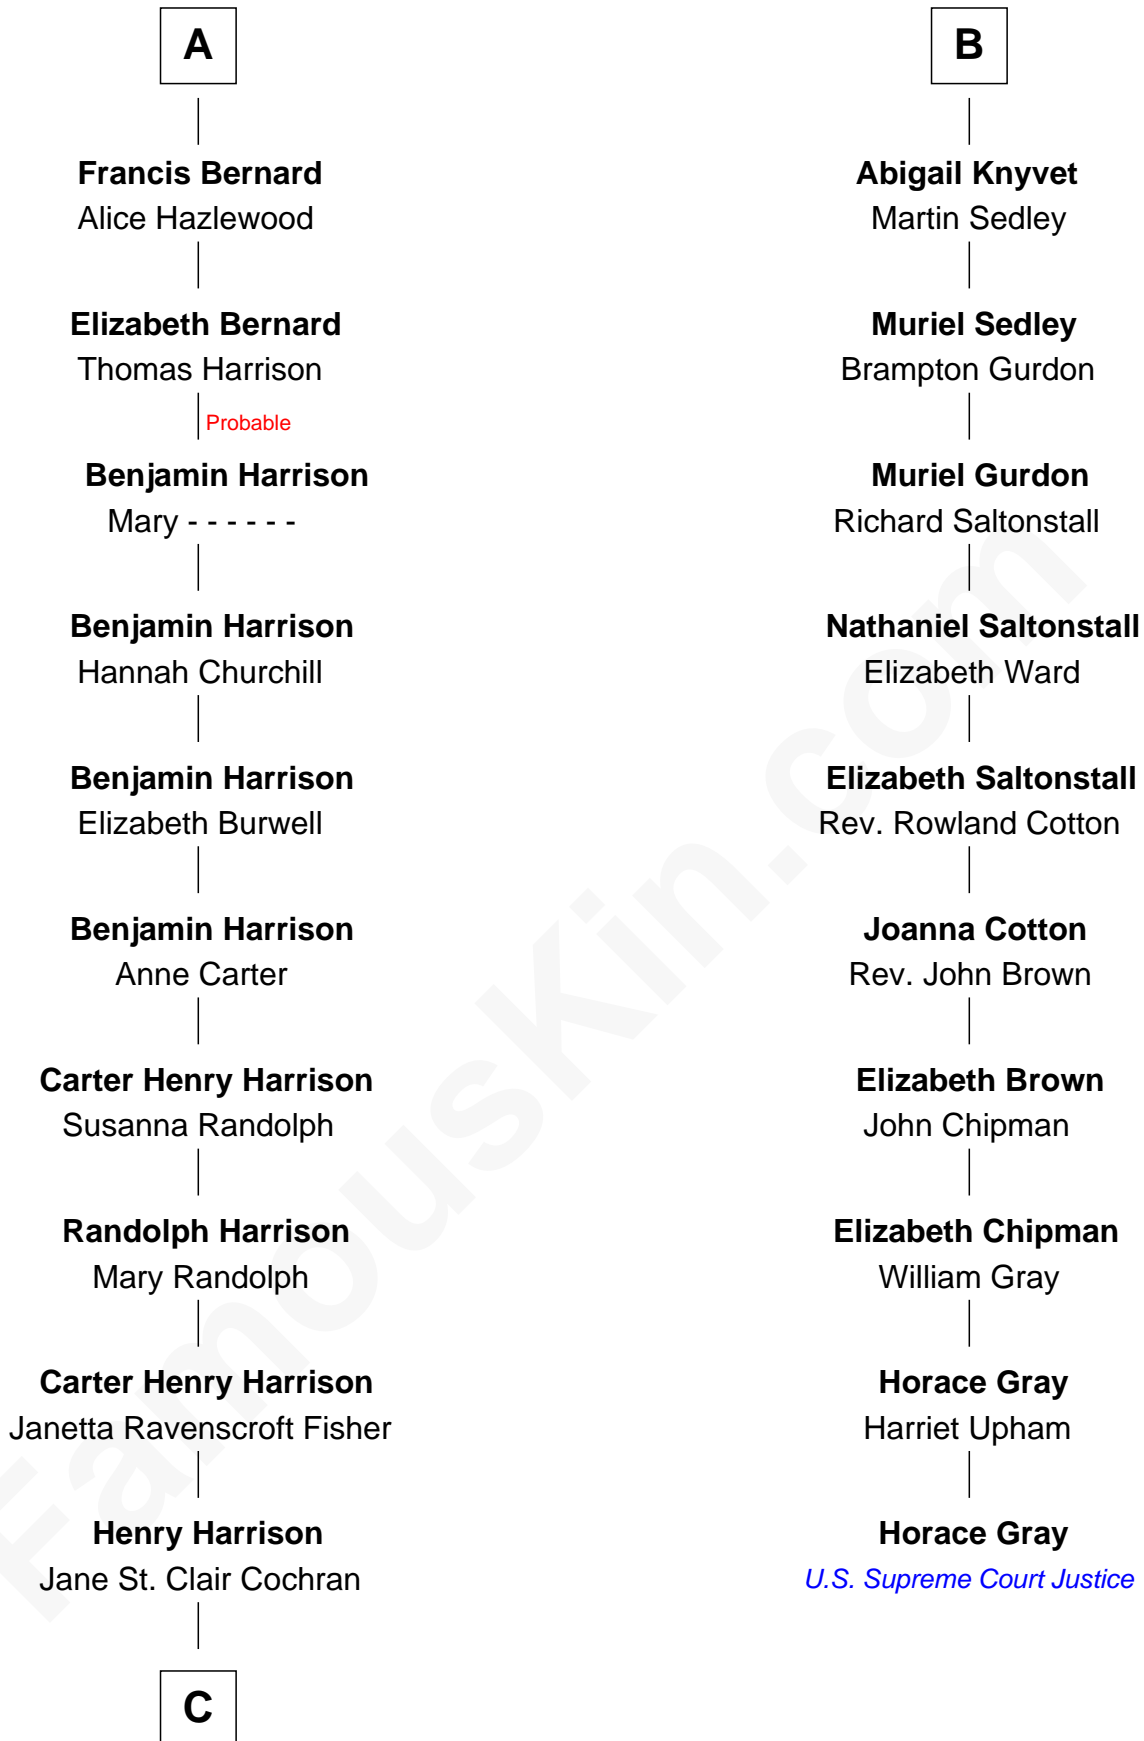 A
Francis Bernard
Alice Hazlewood
Elizabeth Bernard
Thomas Harrison
Probable
Benjamin Harrison
Mary - - - - - -
Benjamin Harrison
Hannah Churchill
Benjamin Harrison
Elizabeth Burwell
Benjamin Harrison
Anne Carter
Carter Henry Harrison
Susanna Randolph
Randolph Harrison
Mary Randolph
Carter Henry Harrison
Janetta Ravenscroft Fisher
Henry Harrison
Jane St. Clair Cochran
C
B
Abigail Knyvet
Martin Sedley
Muriel Sedley
Brampton Gurdon
Muriel Gurdon
Richard Saltonstall
Nathaniel Saltonstall
Elizabeth Ward
Elizabeth Saltonstall
Rev. Rowland Cotton
Joanna Cotton
Rev. John Brown
Elizabeth Brown
John Chipman
Elizabeth Chipman
William Gray
Horace Gray
Harriet Upham
Horace Gray
U.S. Supreme Court Justice
FamousKin.com